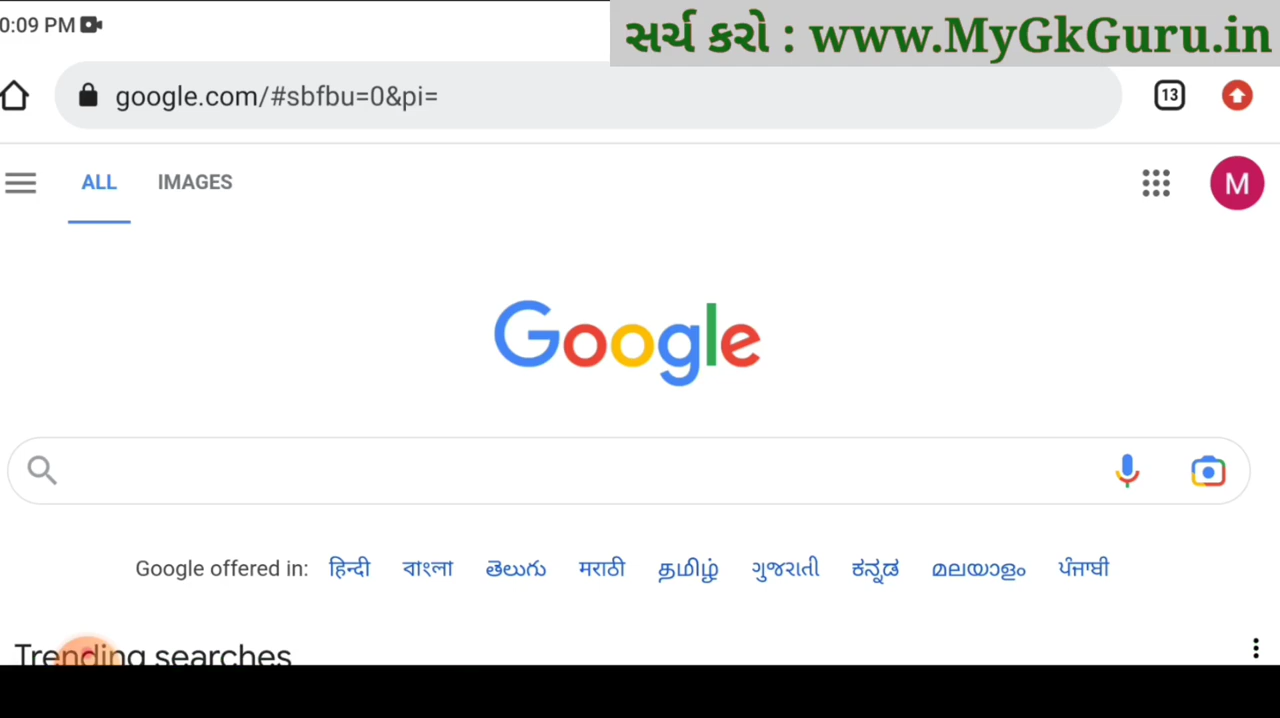 0:09 PM
સર્ચ કરો : www.MyGkGuru.in
google.com/#sbfbu=0&pi=
13
ALL IMAGES
M
Google
Google offered in: हिन्दी বাংলা తెలుగు मराठी தமிழ் ગુજરાતી ಕನ್ನಡ മലയാളം ਪੰਜਾਬੀ
Trending searches